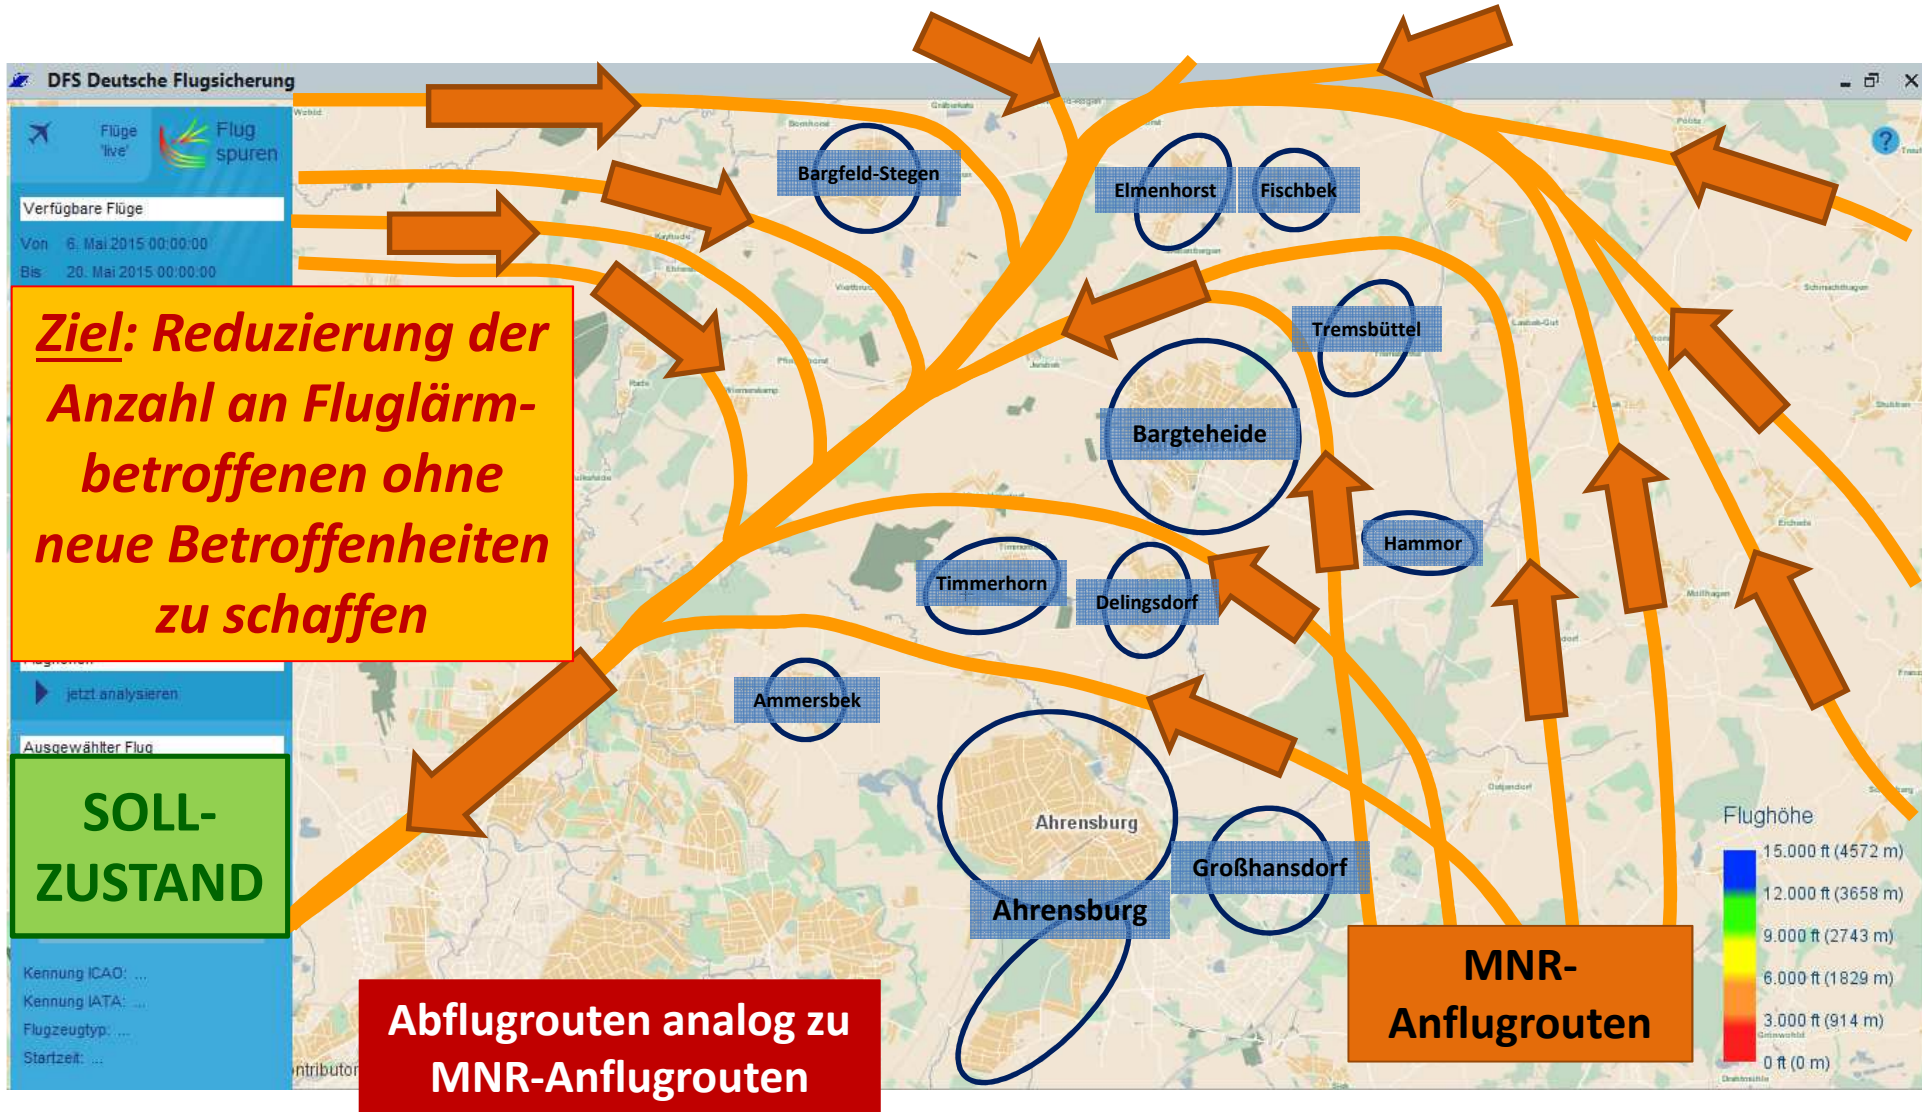 DFS Deutsche Flugsicherung
Flüge
'live'
Flug
spuren
?
Verfügbare Flüge
Von 6. Mai 2015 00:00:00
Bis 20. Mai 2015 00:00:00
Ziel: Reduzierung der
Anzahl an Fluglärm-
betroffenen ohne
neue Betroffenheiten
zu schaffen
jetzt analysieren
Ausgewählter Flug
SOLL-
ZUSTAND
Kennung ICAO: ...
Kennung IATA: ...
Flugzeugtyp: ...
Startzeit: ...
Bargfeld-Stegen
Elmenhorst
Fischbek
Tremsbüttel
Bargteheide
Hammor
Timmerhorn
Delingsdorf
Ammersbek
Ahrensburg
Großhansdorf
Ahrensburg
Abflugrouten analog zu
MNR-Anflugrouten
MNR-
Anflugrouten
Flughöhe
15.000 ft (4572 m)
12.000 ft (3658 m)
9.000 ft (2743 m)
6.000 ft (1829 m)
3.000 ft (914 m)
0 ft (0 m)